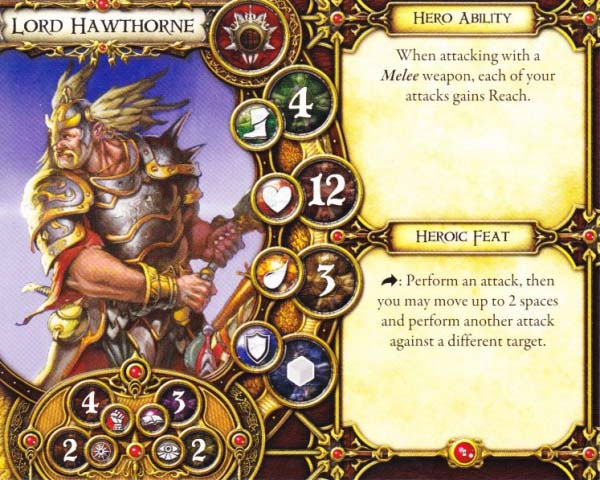 Lord Hawthorne
4
12
3
4 3
2 2
Hero Ability
When attacking with a
Melee weapon, each of your
attacks gains Reach.
Heroic Feat
: Perform an attack, then
you may move up to 2 spaces
and perform another attack
against a different target.